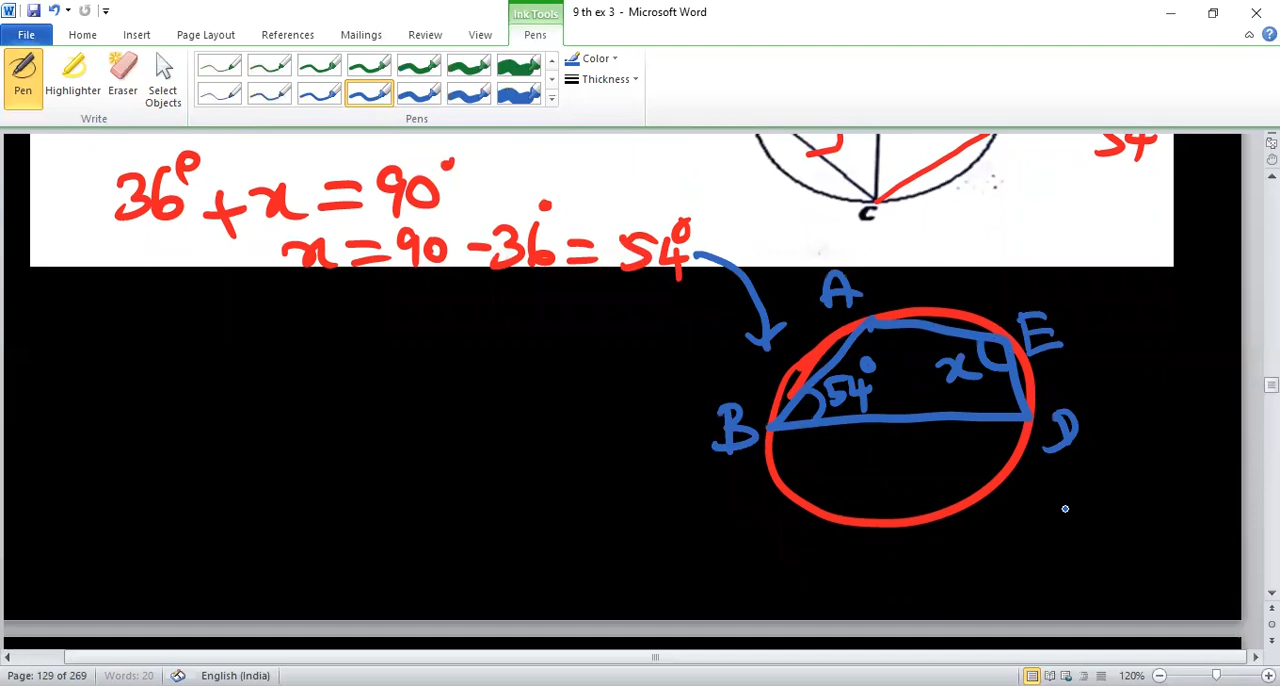 Ink Tools
9 th ex 3 - Microsoft Word
File Home Insert Page Layout References Mailings Review View Pens
Pen Highlighter Eraser Select Objects
Color
Thickness
Write
Pens
54
C
36° + x = 90°
x = 90 - 36° = 54°
A
E
54°
x
B
D
Page: 129 of 269 Words: 20 English (India) 120%